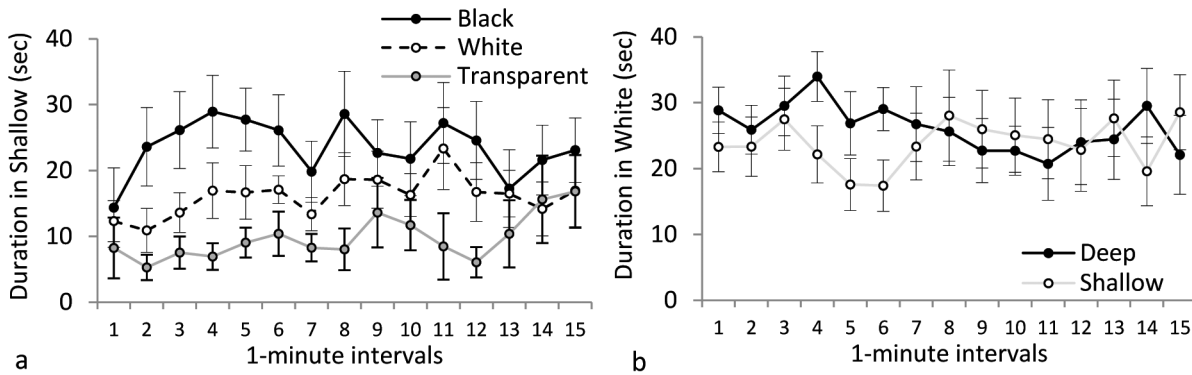 Black
White
Transparent
Duration in Shallow (sec)
40
30
20
10
0
1 2 3 4 5 6 7 8 9 10 11 12 13 14 15
1-minute intervals
a
Duration in White (sec)
40
30
20
10
0
Deep
Shallow
1 2 3 4 5 6 7 8 9 10 11 12 13 14 15
1-minute intervals
b